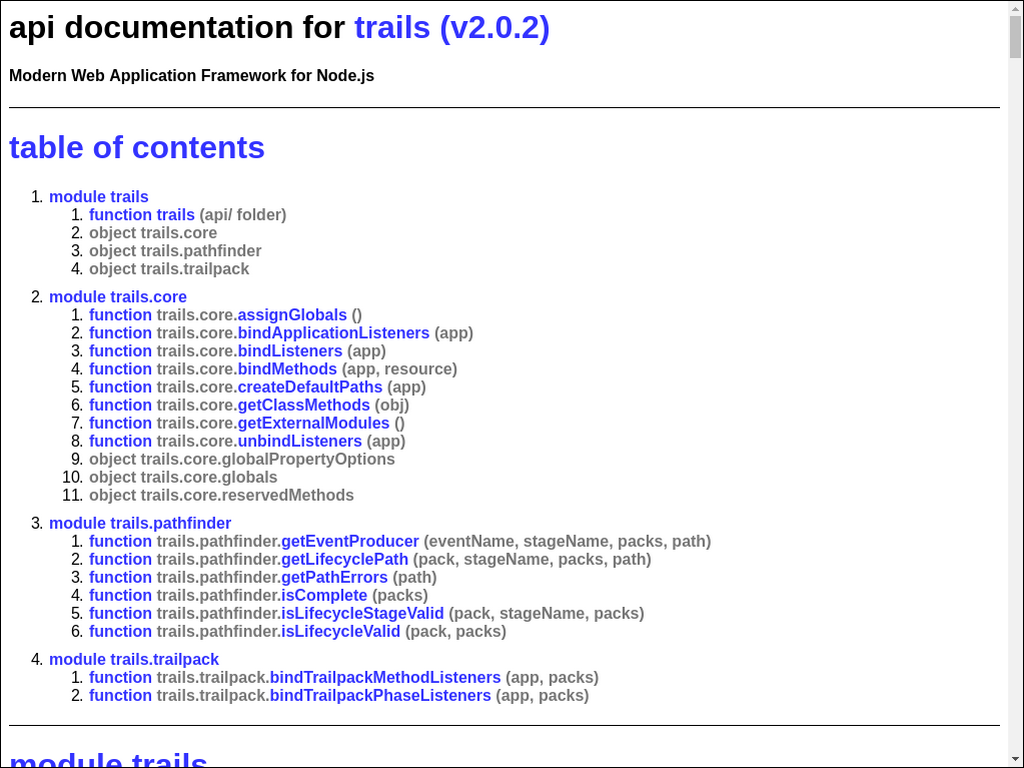 api documentation for trails (v2.0.2)
Modern Web Application Framework for Node.js
table of contents
1. module trails
1. function trails (api/ folder)
2. object trails.core
3. object trails.pathfinder
4. object trails.trailpack
2. module trails.core
1. function trails.core.assignGlobals ()
2. function trails.core.bindApplicationListeners (app)
3. function trails.core.bindListeners (app)
4. function trails.core.bindMethods (app, resource)
5. function trails.core.createDefaultPaths (app)
6. function trails.core.getClassMethods (obj)
7. function trails.core.getExternalModules ()
8. function trails.core.unbindListeners (app)
9. object trails.core.globalPropertyOptions
10. object trails.core.globals
11. object trails.core.reservedMethods
3. module trails.pathfinder
1. function trails.pathfinder.getEventProducer (eventName, stageName, packs, path)
2. function trails.pathfinder.getLifecyclePath (pack, stageName, packs, path)
3. function trails.pathfinder.getPathErrors (path)
4. function trails.pathfinder.isComplete (packs)
5. function trails.pathfinder.isLifecycleStageValid (pack, stageName, packs)
6. function trails.pathfinder.isLifecycleValid (pack, packs)
4. module trails.trailpack
1. function trails.trailpack.bindTrailpackMethodListeners (app, packs)
2. function trails.trailpack.bindTrailpackPhaseListeners (app, packs)
module trails